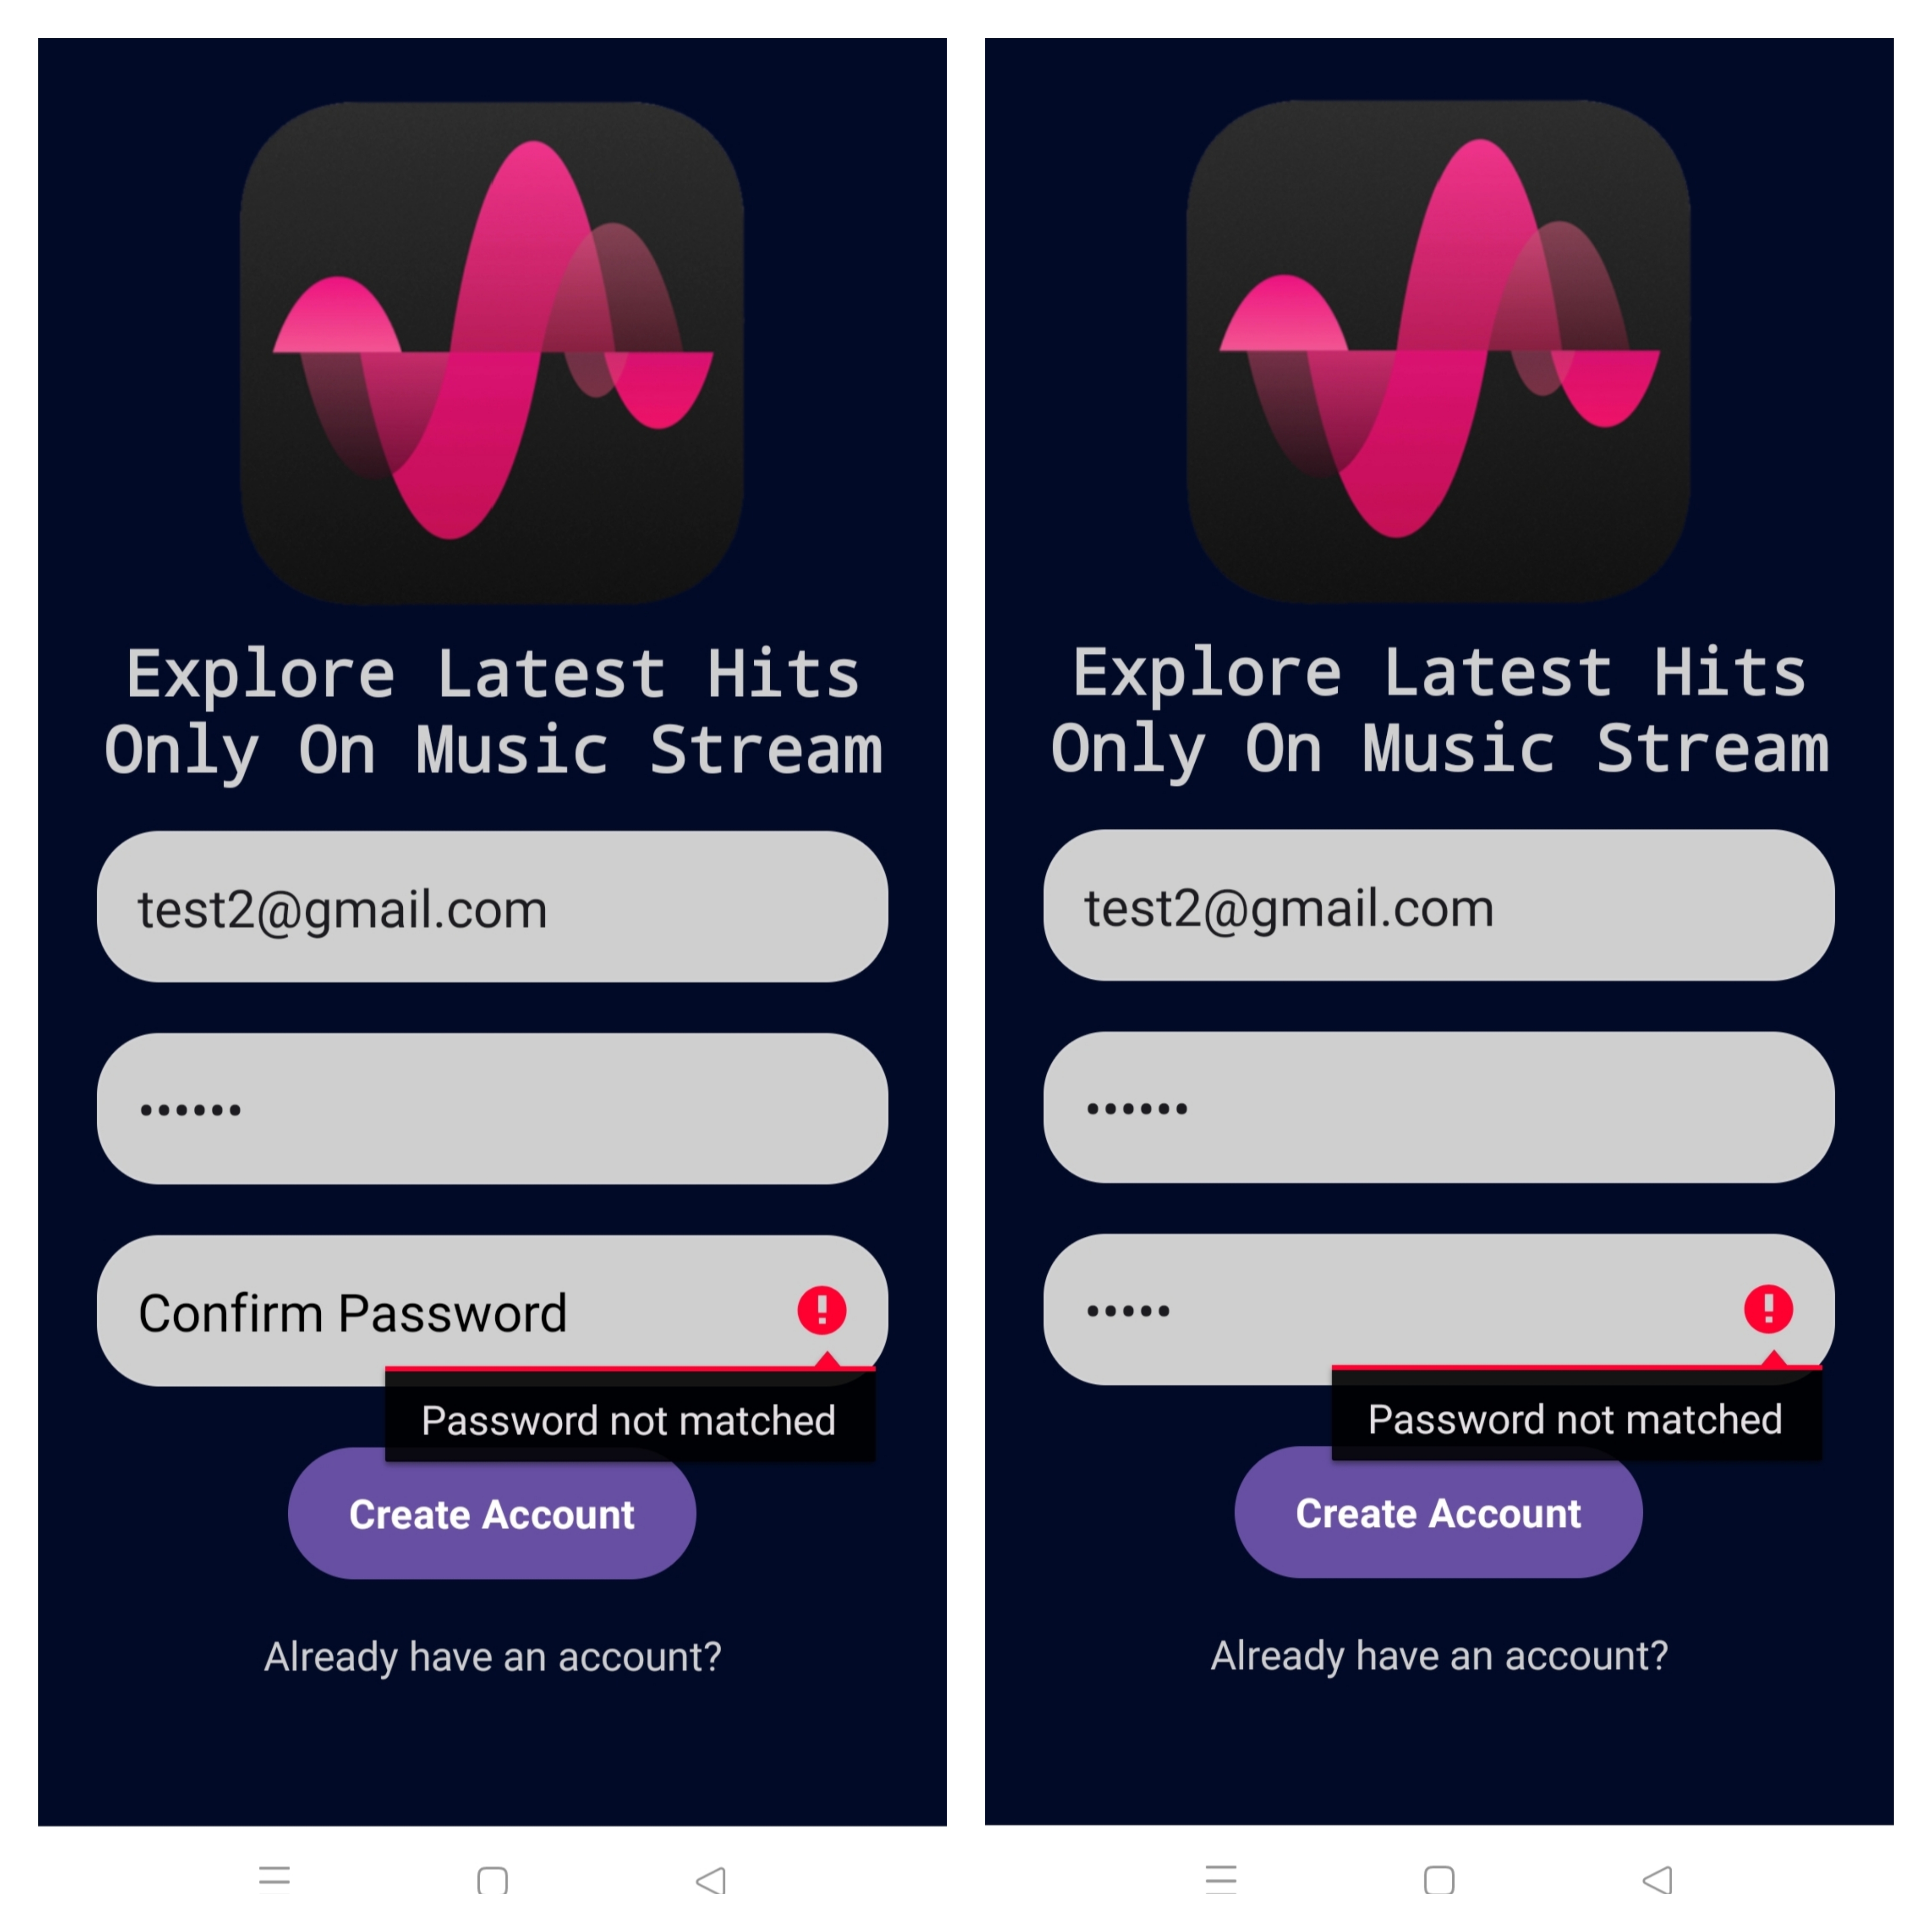 Explore Latest Hits
Only On Music Stream
test2@gmail.com
••••••
Confirm Password
Password not matched
Create Account
Already have an account?
Explore Latest Hits
Only On Music Stream
test2@gmail.com
••••••
•••••
Password not matched
Create Account
Already have an account?